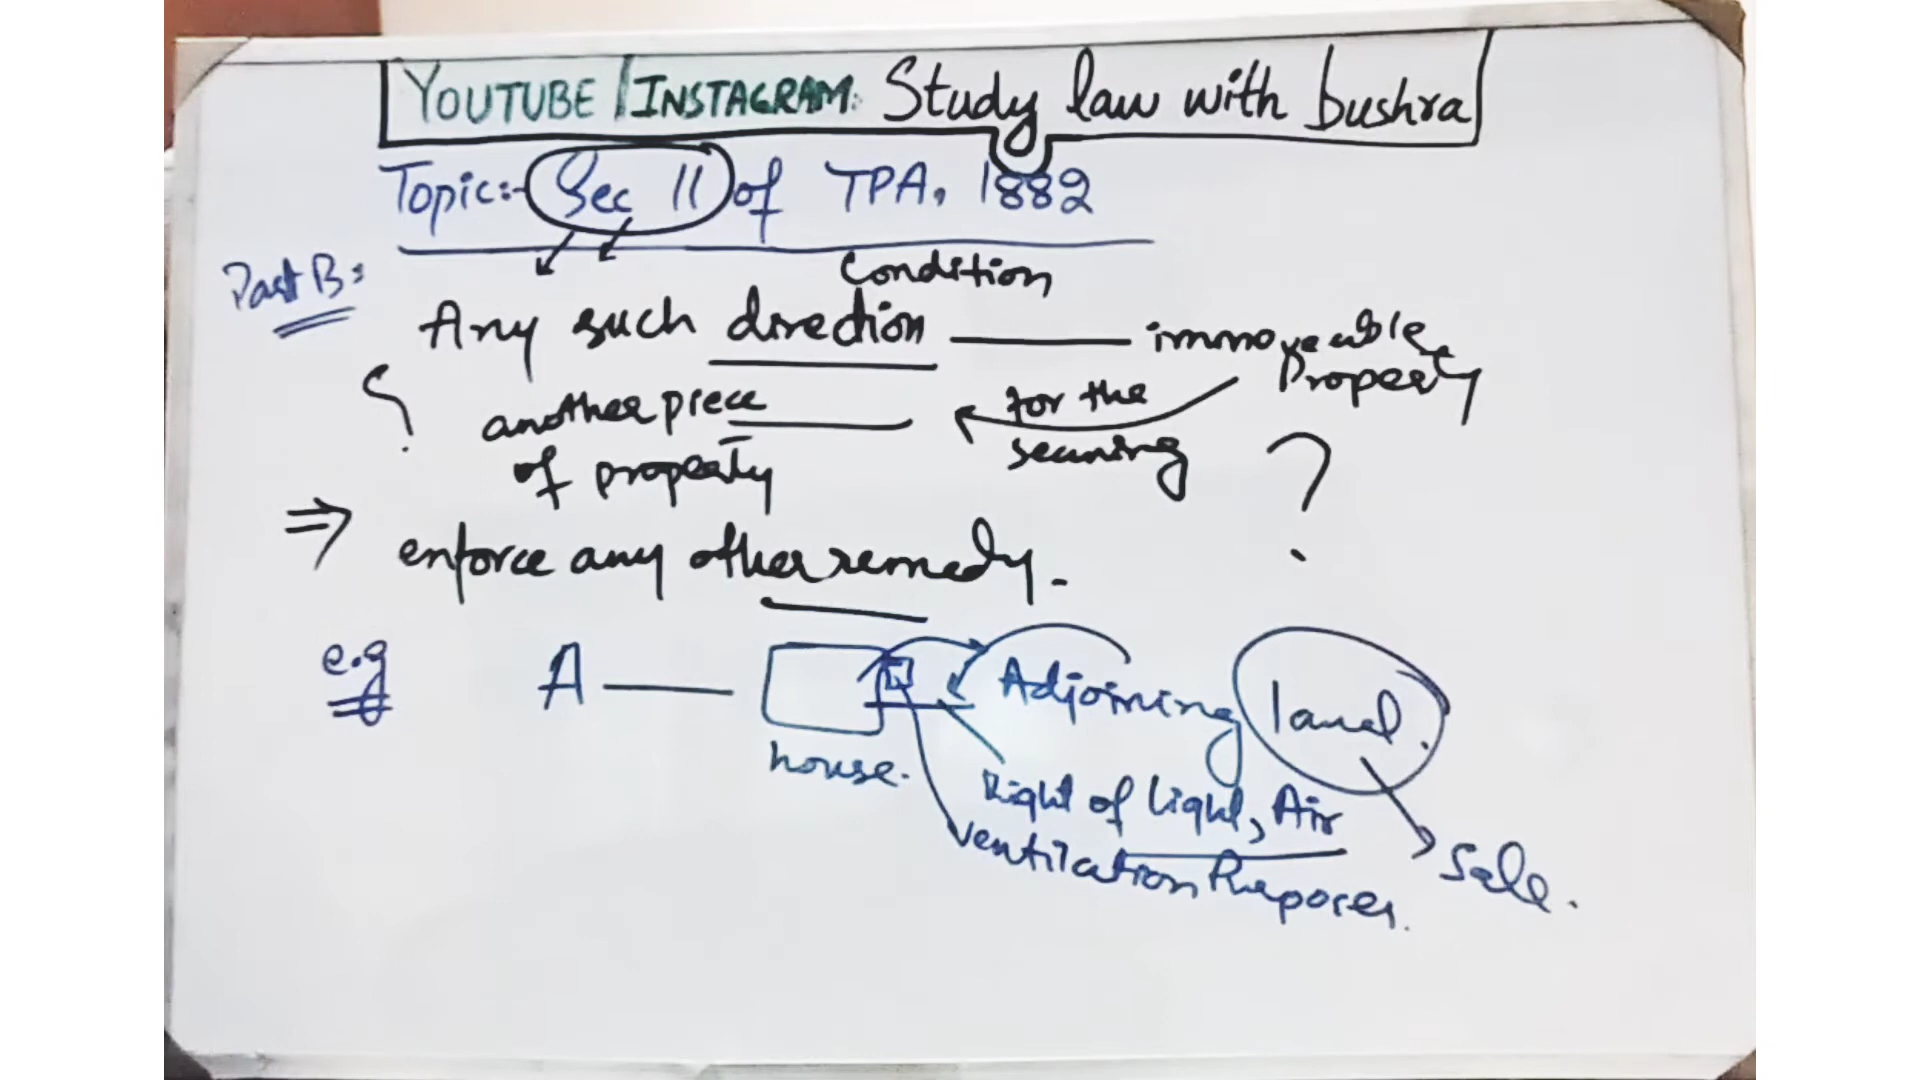 YOUTUBE / INSTAGRAM: Study law with bushra
Topic:- Sec 11 of TPA, 1882
Part B:
Condition
Any such direction — immoveable Property
another piece of property
for the securing
?
⇒ enforce any other remedy.
e.g A — house.
Adjoining land.
Right of Light, Air
ventilation Purposes.
Sale.